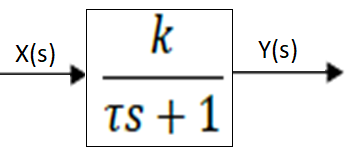 X(s)
k
τs + 1
Y(s)